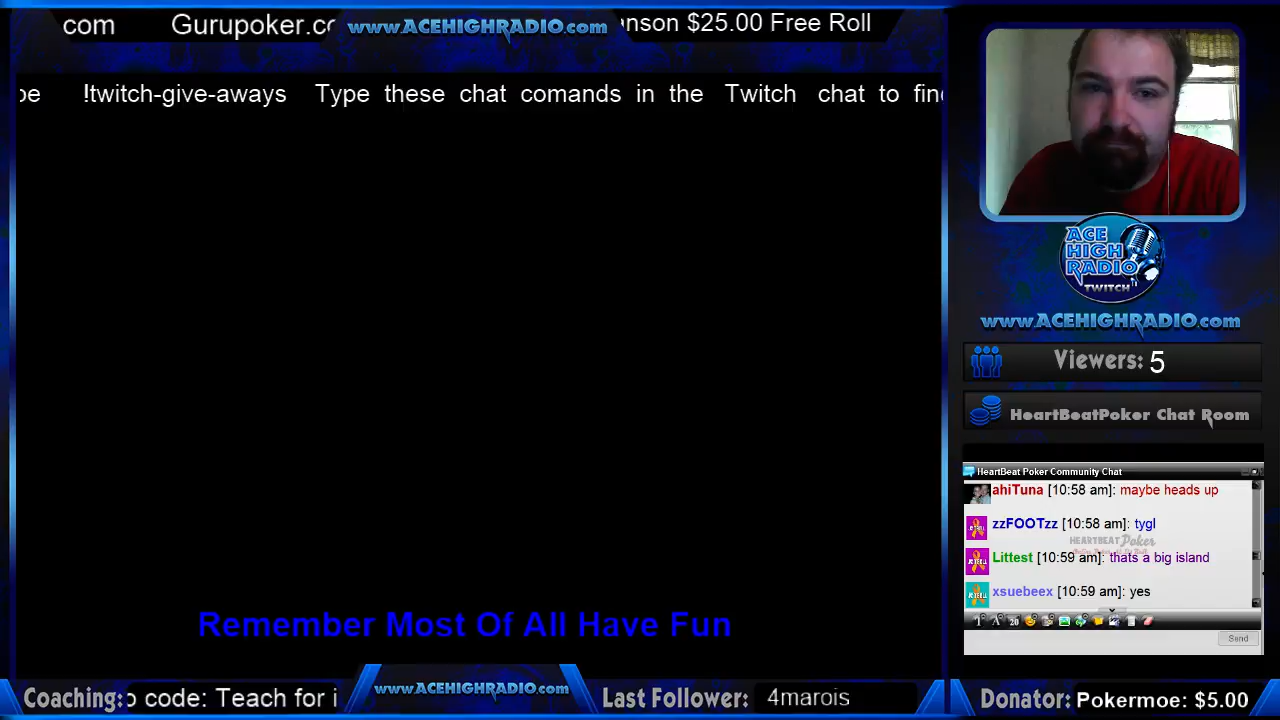 com Gurupoker.co www.ACEHIGHRADIO.com nson $25.00 Free Roll
!twitch-give-aways Type these chat comands in the Twitch chat to find
ACE
HIGH
RADIO
TWITCH
www.ACEHIGHRADIO.com
Viewers: 5
HeartBeatPoker Chat Room
HeartBeat Poker Community Chat
ahiTuna [10:58 am]: maybe heads up
zzFOOTzz [10:58 am]: tygl
HEARTBEAT Poker
Littest [10:59 am]: thats a big island
xsuebeex [10:59 am]: yes
Send
Remember Most Of All Have Fun
Coaching: o code: Teach for i www.ACEHIGHRADIO.com Last Follower: 4marois Donator: Pokermoe: $5.00